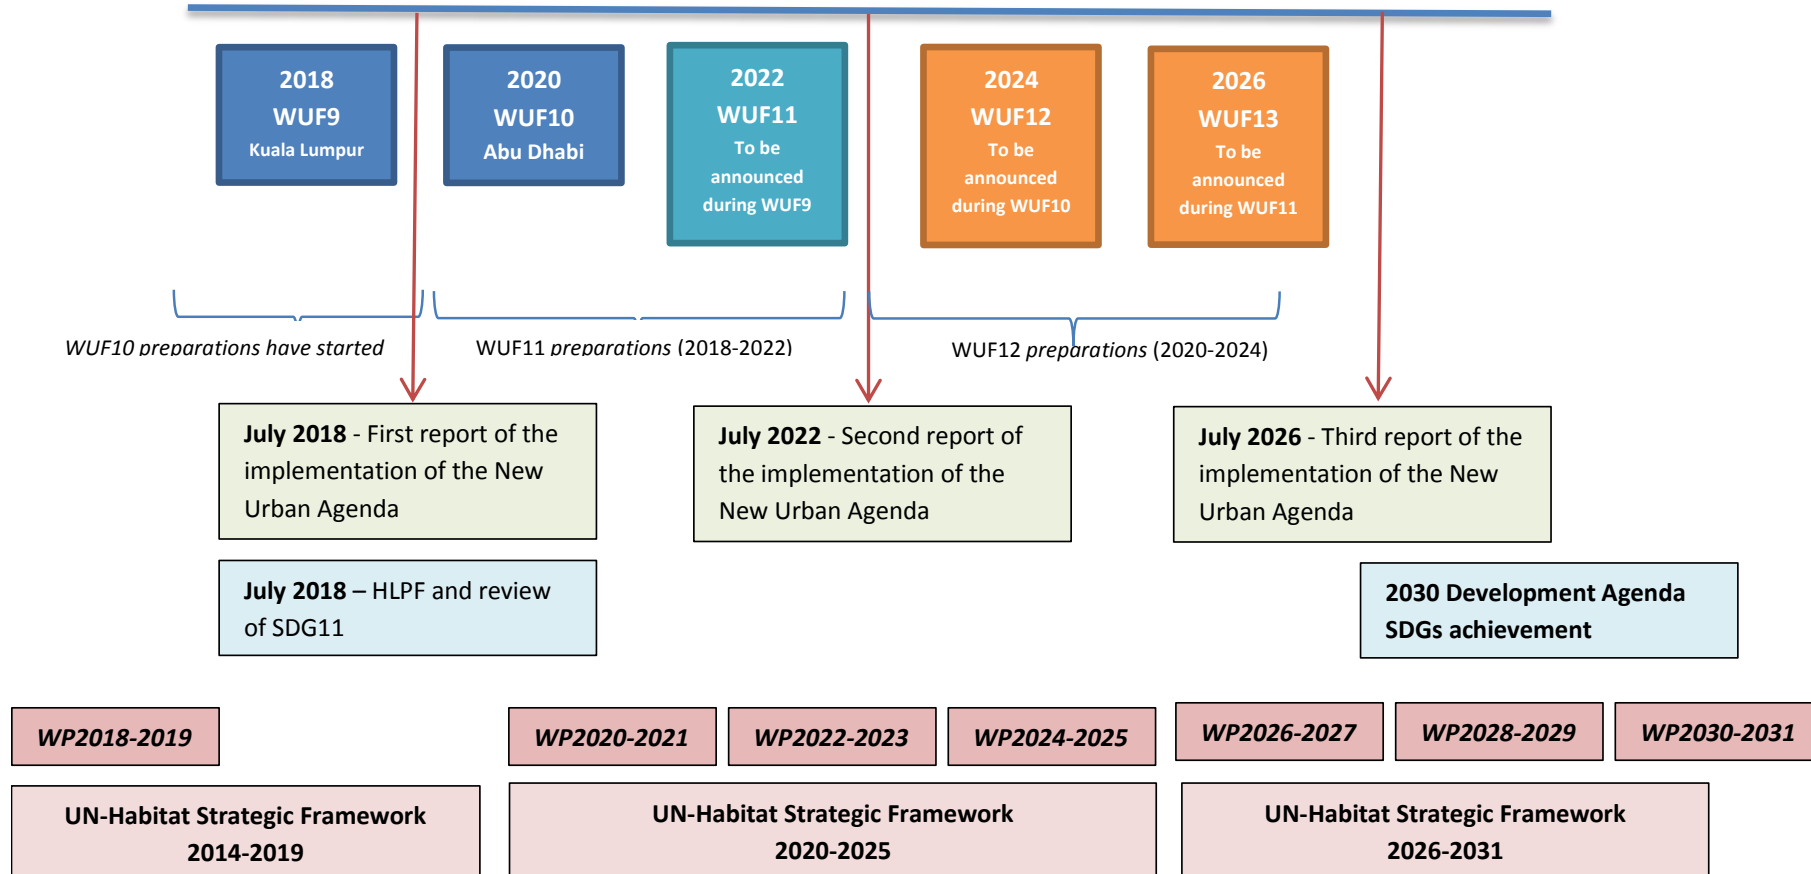 2018
WUF9
Kuala Lumpur
2020
WUF10
Abu Dhabi
2022
WUF11
To be
announced
during WUF9
2024
WUF12
To be
announced
during WUF10
2026
WUF13
To be
announced
during WUF11
WUF10 preparations have started
WUF11 preparations (2018-2022)
WUF12 preparations (2020-2024)
July 2018 - First report of the
implementation of the New
Urban Agenda
July 2022 - Second report of
the implementation of the
New Urban Agenda
July 2026 - Third report of the
implementation of the New
Urban Agenda
July 2018 – HLPF and review
of SDG11
2030 Development Agenda
SDGs achievement
WP2018-2019
WP2020-2021
WP2022-2023
WP2024-2025
WP2026-2027
WP2028-2029
WP2030-2031
UN-Habitat Strategic Framework
2014-2019
UN-Habitat Strategic Framework
2020-2025
UN-Habitat Strategic Framework
2026-2031